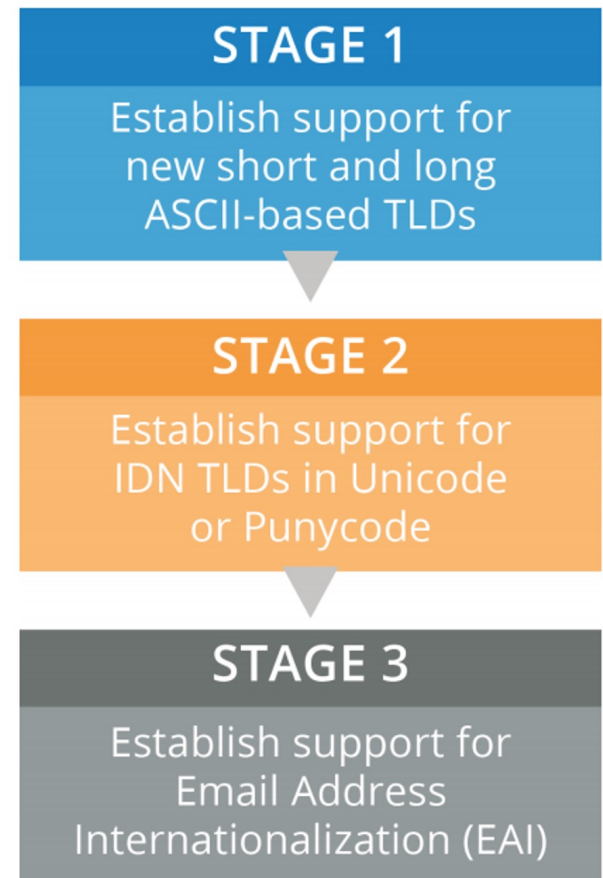 STAGE 1
Establish support for
new short and long
ASCII-based TLDs
STAGE 2
Establish support for
IDN TLDs in Unicode
or Punycode
STAGE 3
Establish support for
Email Address
Internationalization (EAI)